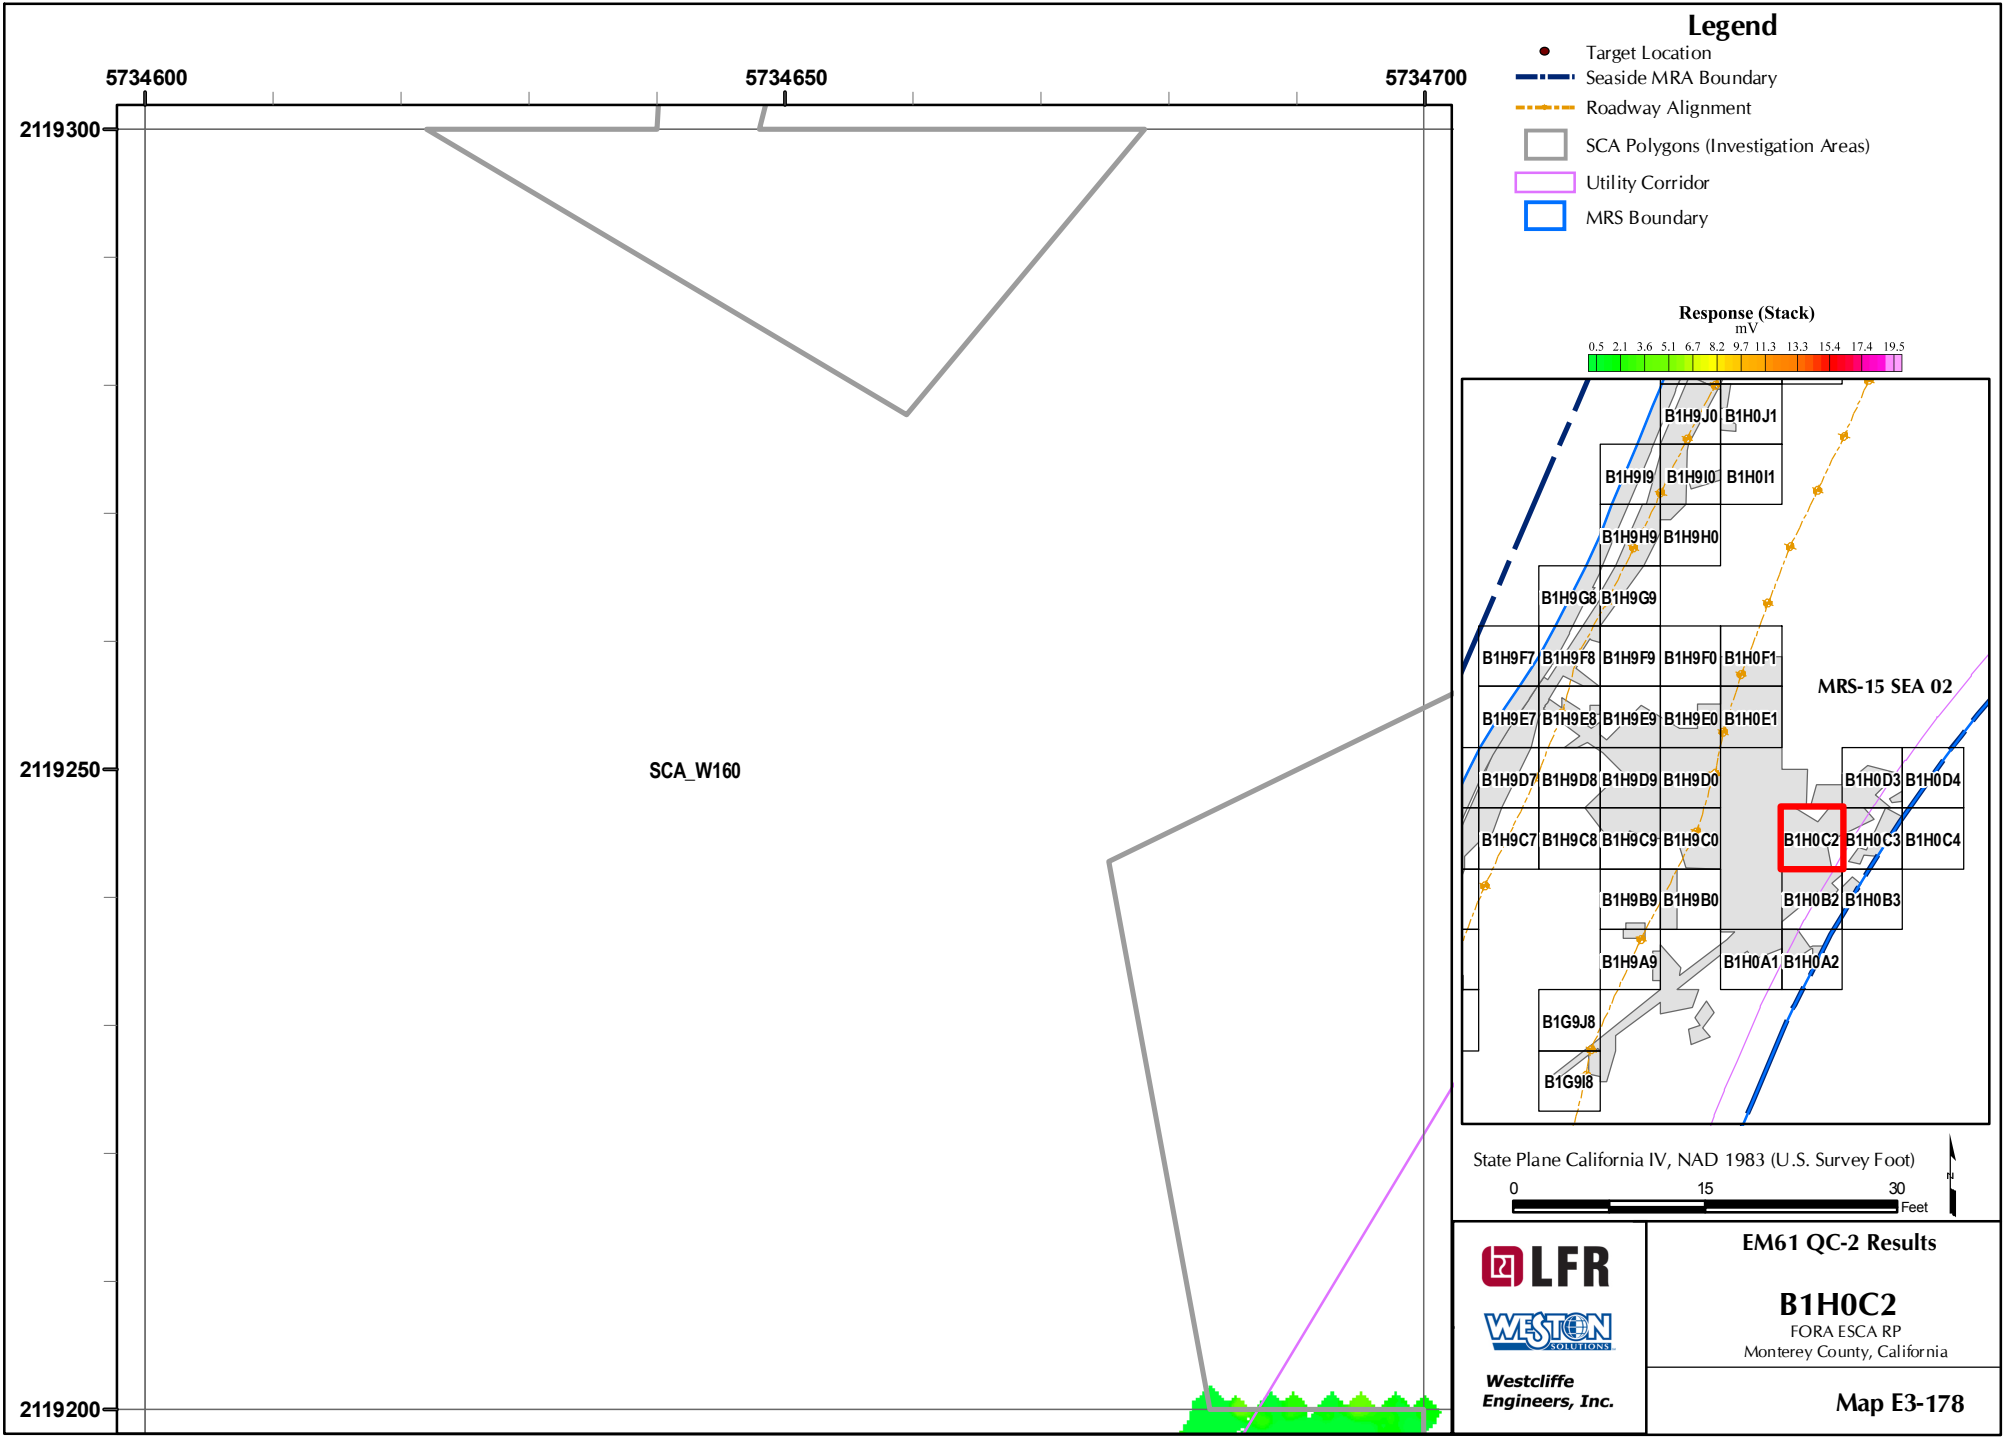 5734600
5734650
5734700
2119300
2119250
2119200
SCA_W160
Legend
Target Location
Seaside MRA Boundary
Roadway Alignment
SCA Polygons (Investigation Areas)
Utility Corridor
MRS Boundary
Response (Stack)
mV
0.5 2.1 3.6 5.1 6.7 8.2 9.7 11.3 13.3 15.4 17.4 19.5
B1H9J0 B1H0J1
B1H9I9 B1H9I0 B1H0I1
B1H9H9 B1H9H0
B1H9G8 B1H9G9
B1H9F7 B1H9F8 B1H9F9 B1H9F0 B1H0F1
MRS-15 SEA 02
B1H9E7 B1H9E8 B1H9E9 B1H9E0 B1H0E1
B1H9D7 B1H9D8 B1H9D9 B1H9D0 B1H0D3 B1H0D4
B1H9C7 B1H9C8 B1H9C9 B1H9C0 B1H0C2 B1H0C3 B1H0C4
B1H9B9 B1H9B0 B1H0B2 B1H0B3
B1H9A9 B1H0A1 B1H0A2
B1G9J8
B1G9I8
State Plane California IV, NAD 1983 (U.S. Survey Foot)
N
0 15 30
Feet
LFR
WESTON
SOLUTIONS
Westcliffe
Engineers, Inc.
EM61 QC-2 Results
B1H0C2
FORA ESCA RP
Monterey County, California
Map E3-178